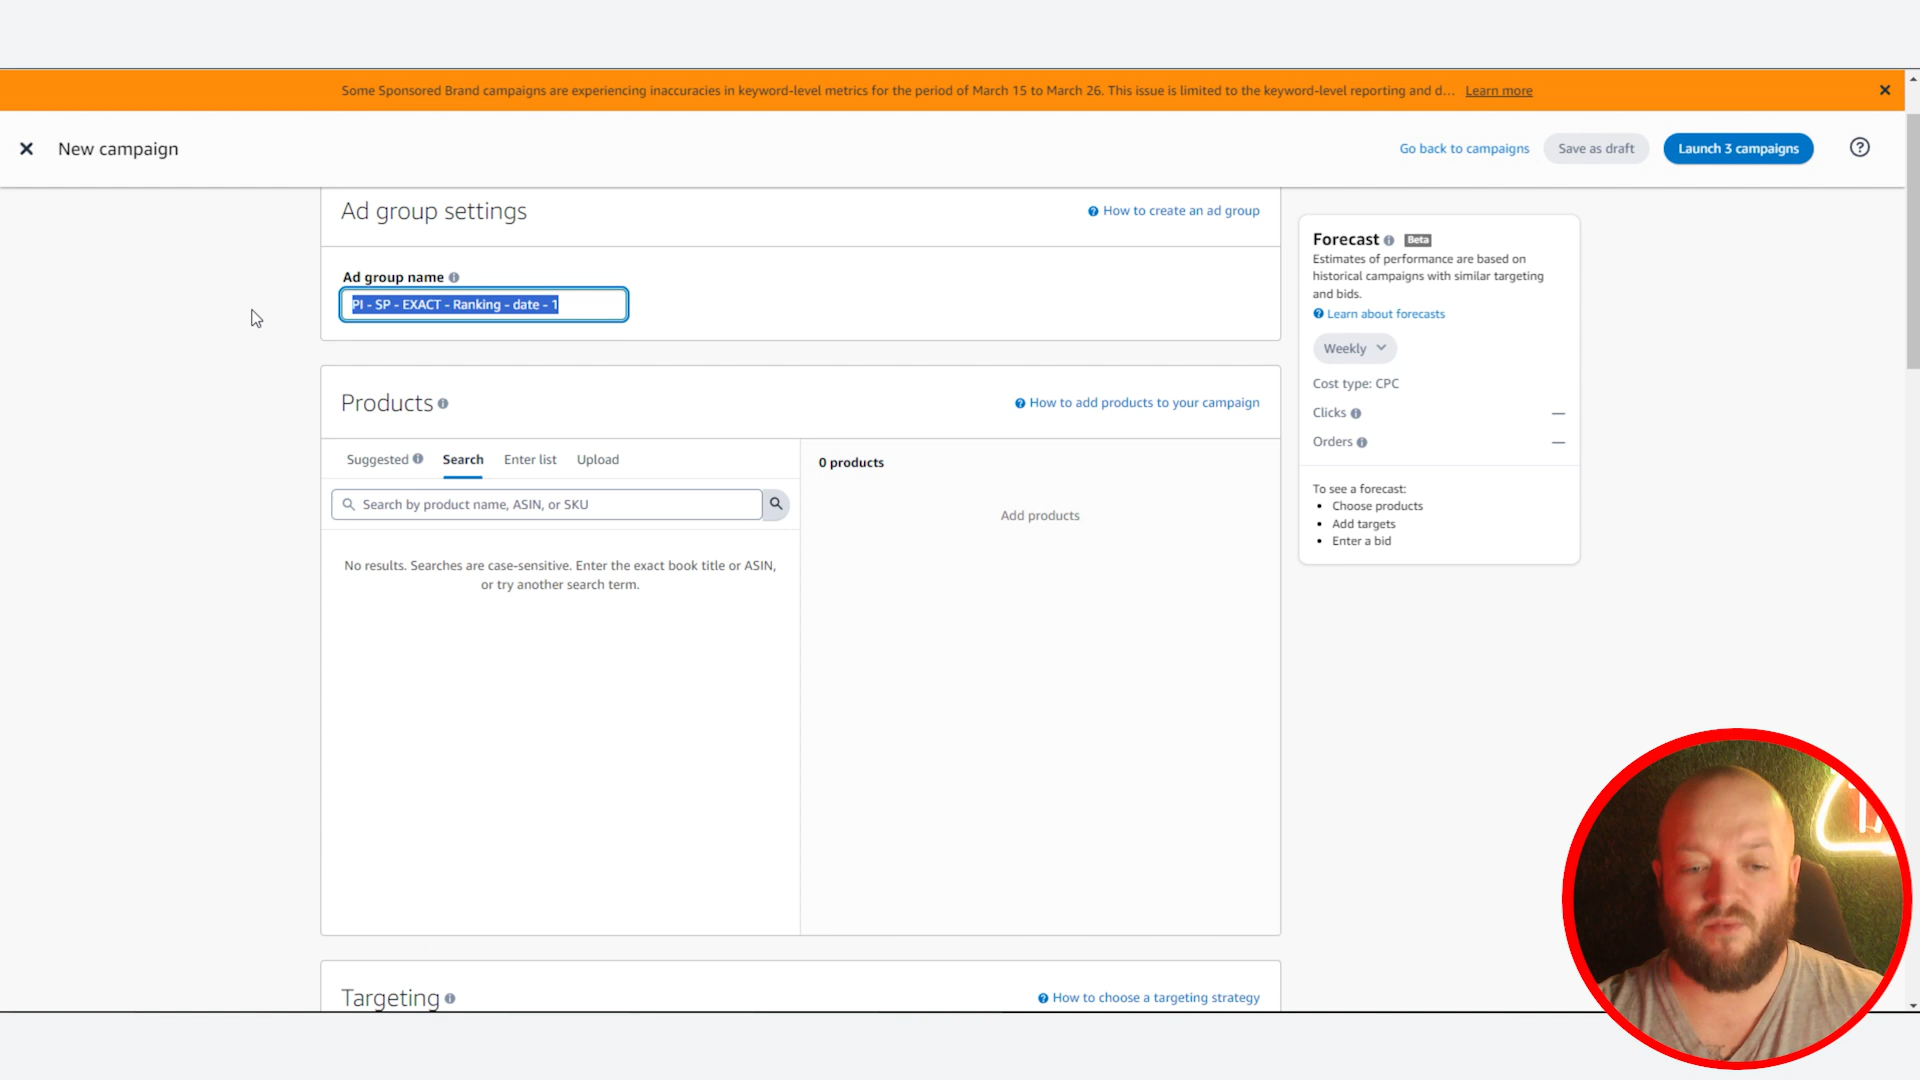 Some Sponsored Brand campaigns are experiencing inaccuracies in keyword-level metrics for the period of March 15 to March 26. This issue is limited to the keyword-level reporting and d... Learn more
New campaign
Go back to campaigns
Save as draft
Launch 3 campaigns
Ad group settings
How to create an ad group
Ad group name
PI - SP - EXACT - Ranking - date - 1
Products
How to add products to your campaign
Suggested
Search
Enter list
Upload
0 products
Search by product name, ASIN, or SKU
Add products
No results. Searches are case-sensitive. Enter the exact book title or ASIN,
or try another search term.
Targeting
How to choose a targeting strategy
Forecast Beta
Estimates of performance are based on
historical campaigns with similar targeting
and bids.
Learn about forecasts
Weekly
Cost type: CPC
Clicks —
Orders —
To see a forecast:
• Choose products
• Add targets
• Enter a bid